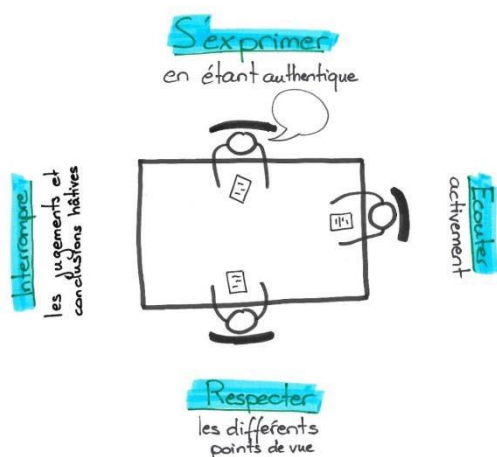 S'exprimer
en étant authentique
Interrompre
les jugements et
conclusions hâtives
Ecouter
activement
Respecter
les différents
points de vue